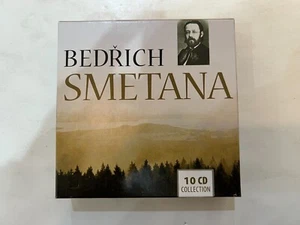 BEDŘICH
SMETANA
10 CD
COLLECTION